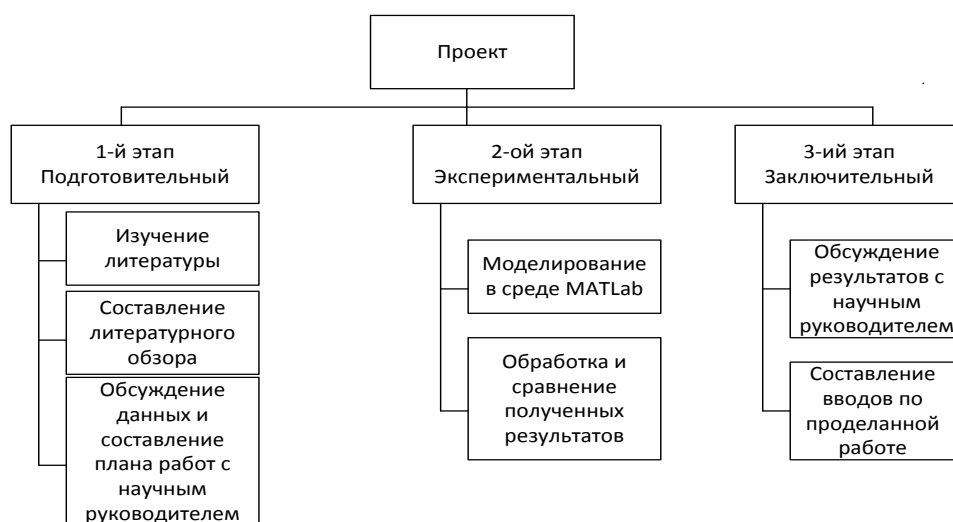 Проект
1-й этап
Подготовительный
Изучение
литературы
Составление
литературного
обзора
Обсуждение
данных и
составление
плана работ с
научным
руководителем
2-ой этап
Экспериментальный
Моделирование
в среде MATLab
Обработка и
сравнение
полученных
результатов
3-ий этап
Заключительный
Обсуждение
результатов с
научным
руководителем
Составление
вводов по
проделанной
работе